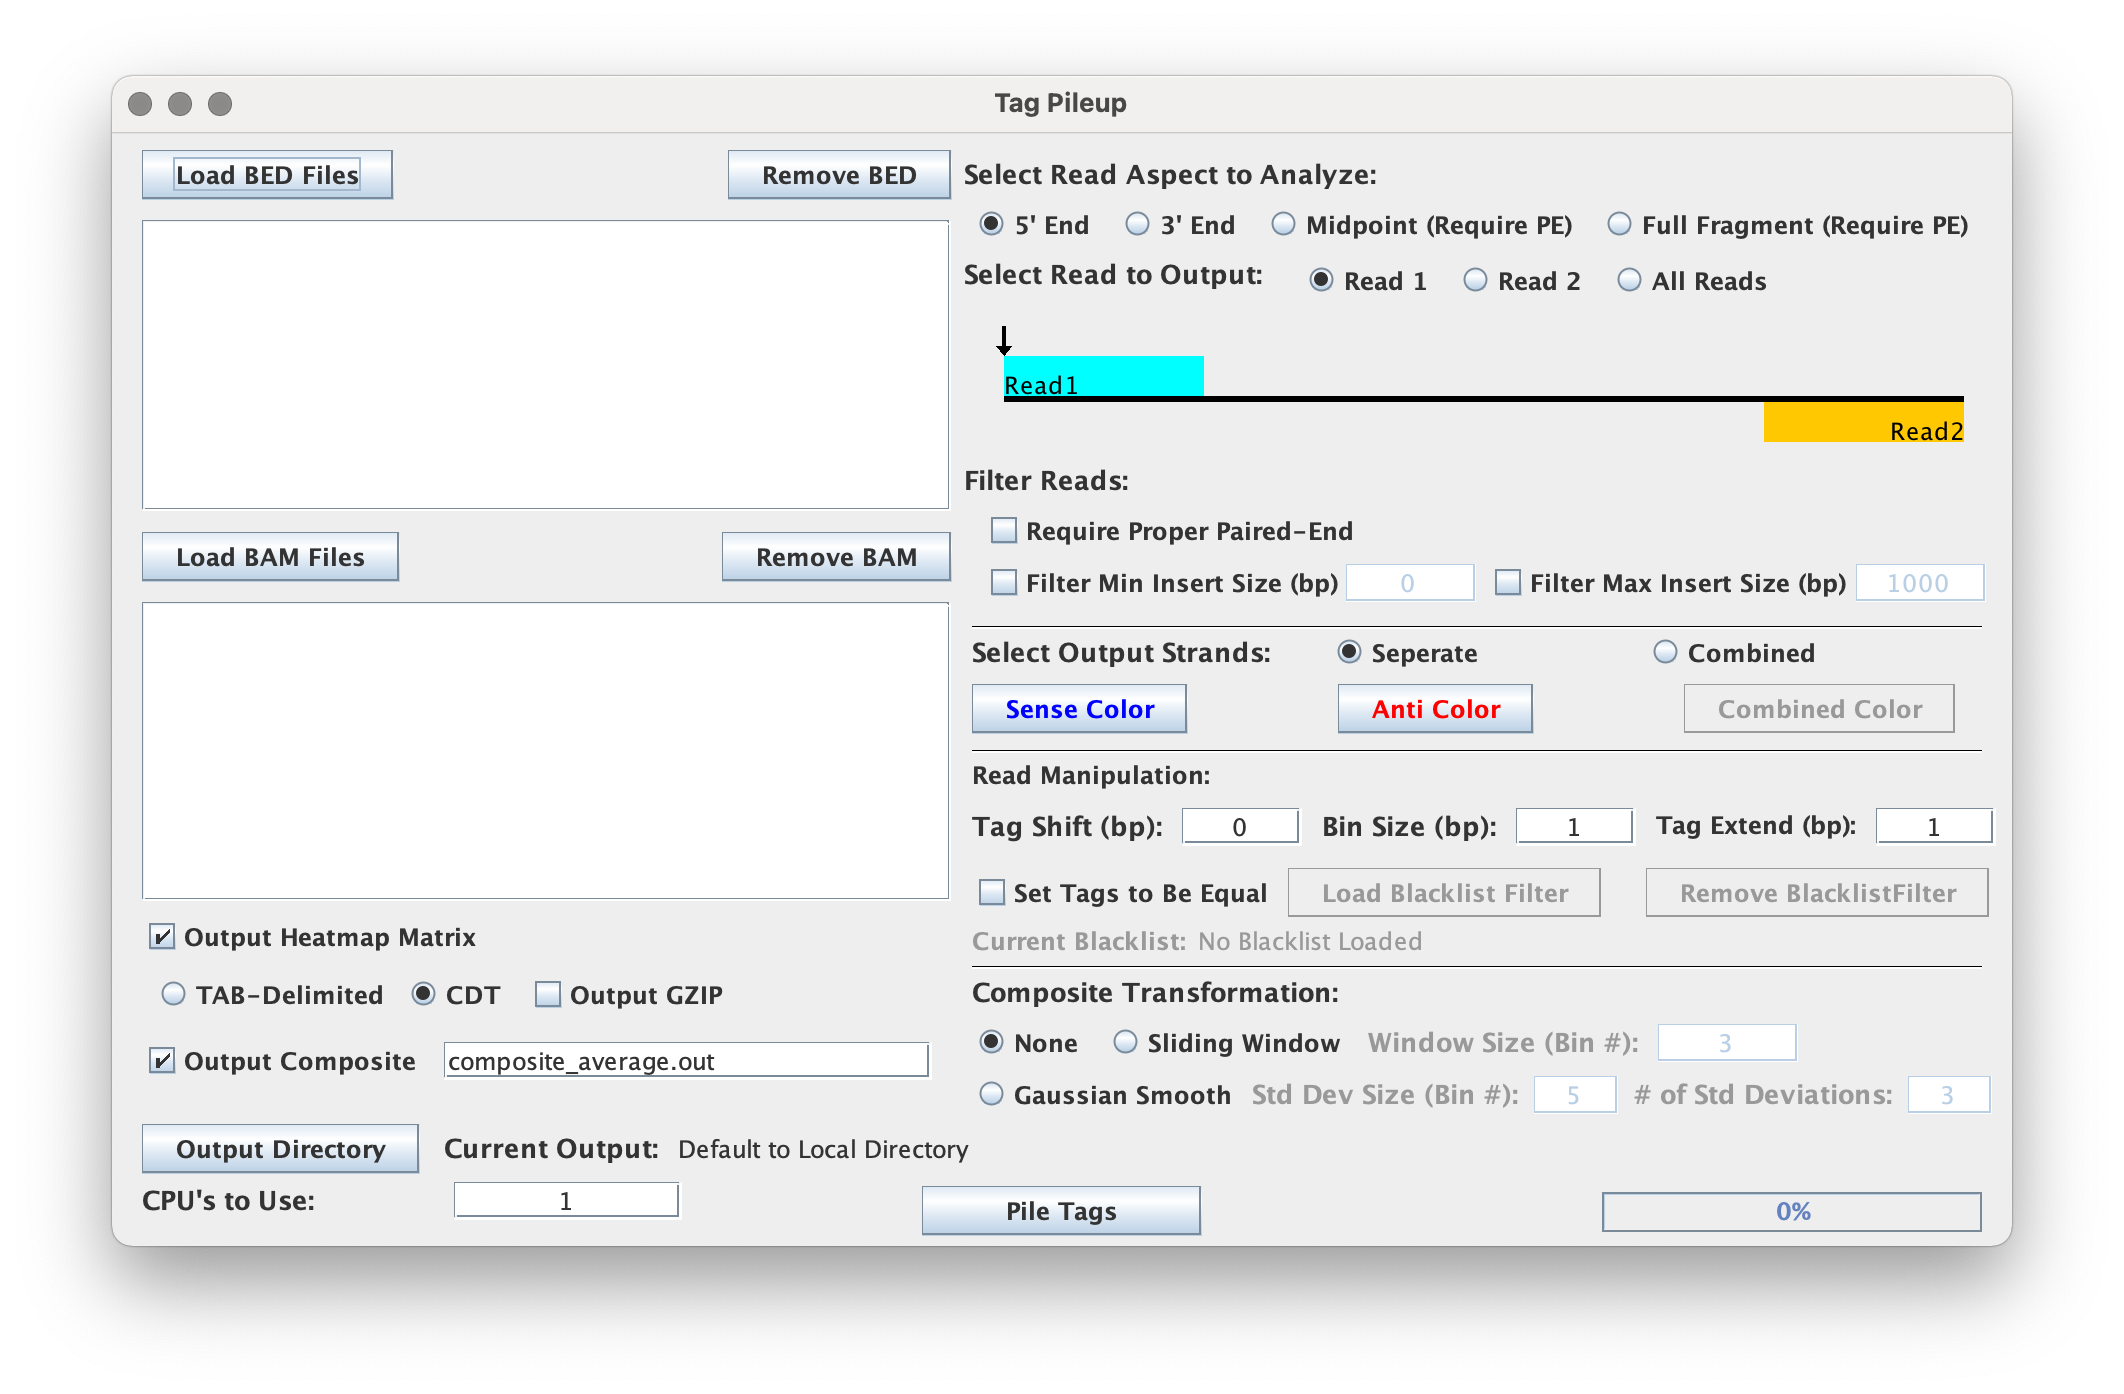 Tag Pileup
Load BED Files
Remove BED
Load BAM Files
Remove BAM
Output Heatmap Matrix
TAB-Delimited CDT Output GZIP
Output Composite composite_average.out
Output Directory Current Output: Default to Local Directory
CPU's to Use: 1
Select Read Aspect to Analyze:
5' End 3' End Midpoint (Require PE) Full Fragment (Require PE)
Select Read to Output: Read 1 Read 2 All Reads
Read1
Read2
Filter Reads:
Require Proper Paired-End
Filter Min Insert Size (bp) 0 Filter Max Insert Size (bp) 1000
Select Output Strands: Seperate Combined
Sense Color Anti Color Combined Color
Read Manipulation:
Tag Shift (bp): 0 Bin Size (bp): 1 Tag Extend (bp): 1
Set Tags to Be Equal Load Blacklist Filter Remove BlacklistFilter
Current Blacklist: No Blacklist Loaded
Composite Transformation:
None Sliding Window Window Size (Bin #): 3
Gaussian Smooth Std Dev Size (Bin #): 5 # of Std Deviations: 3
Pile Tags
0%